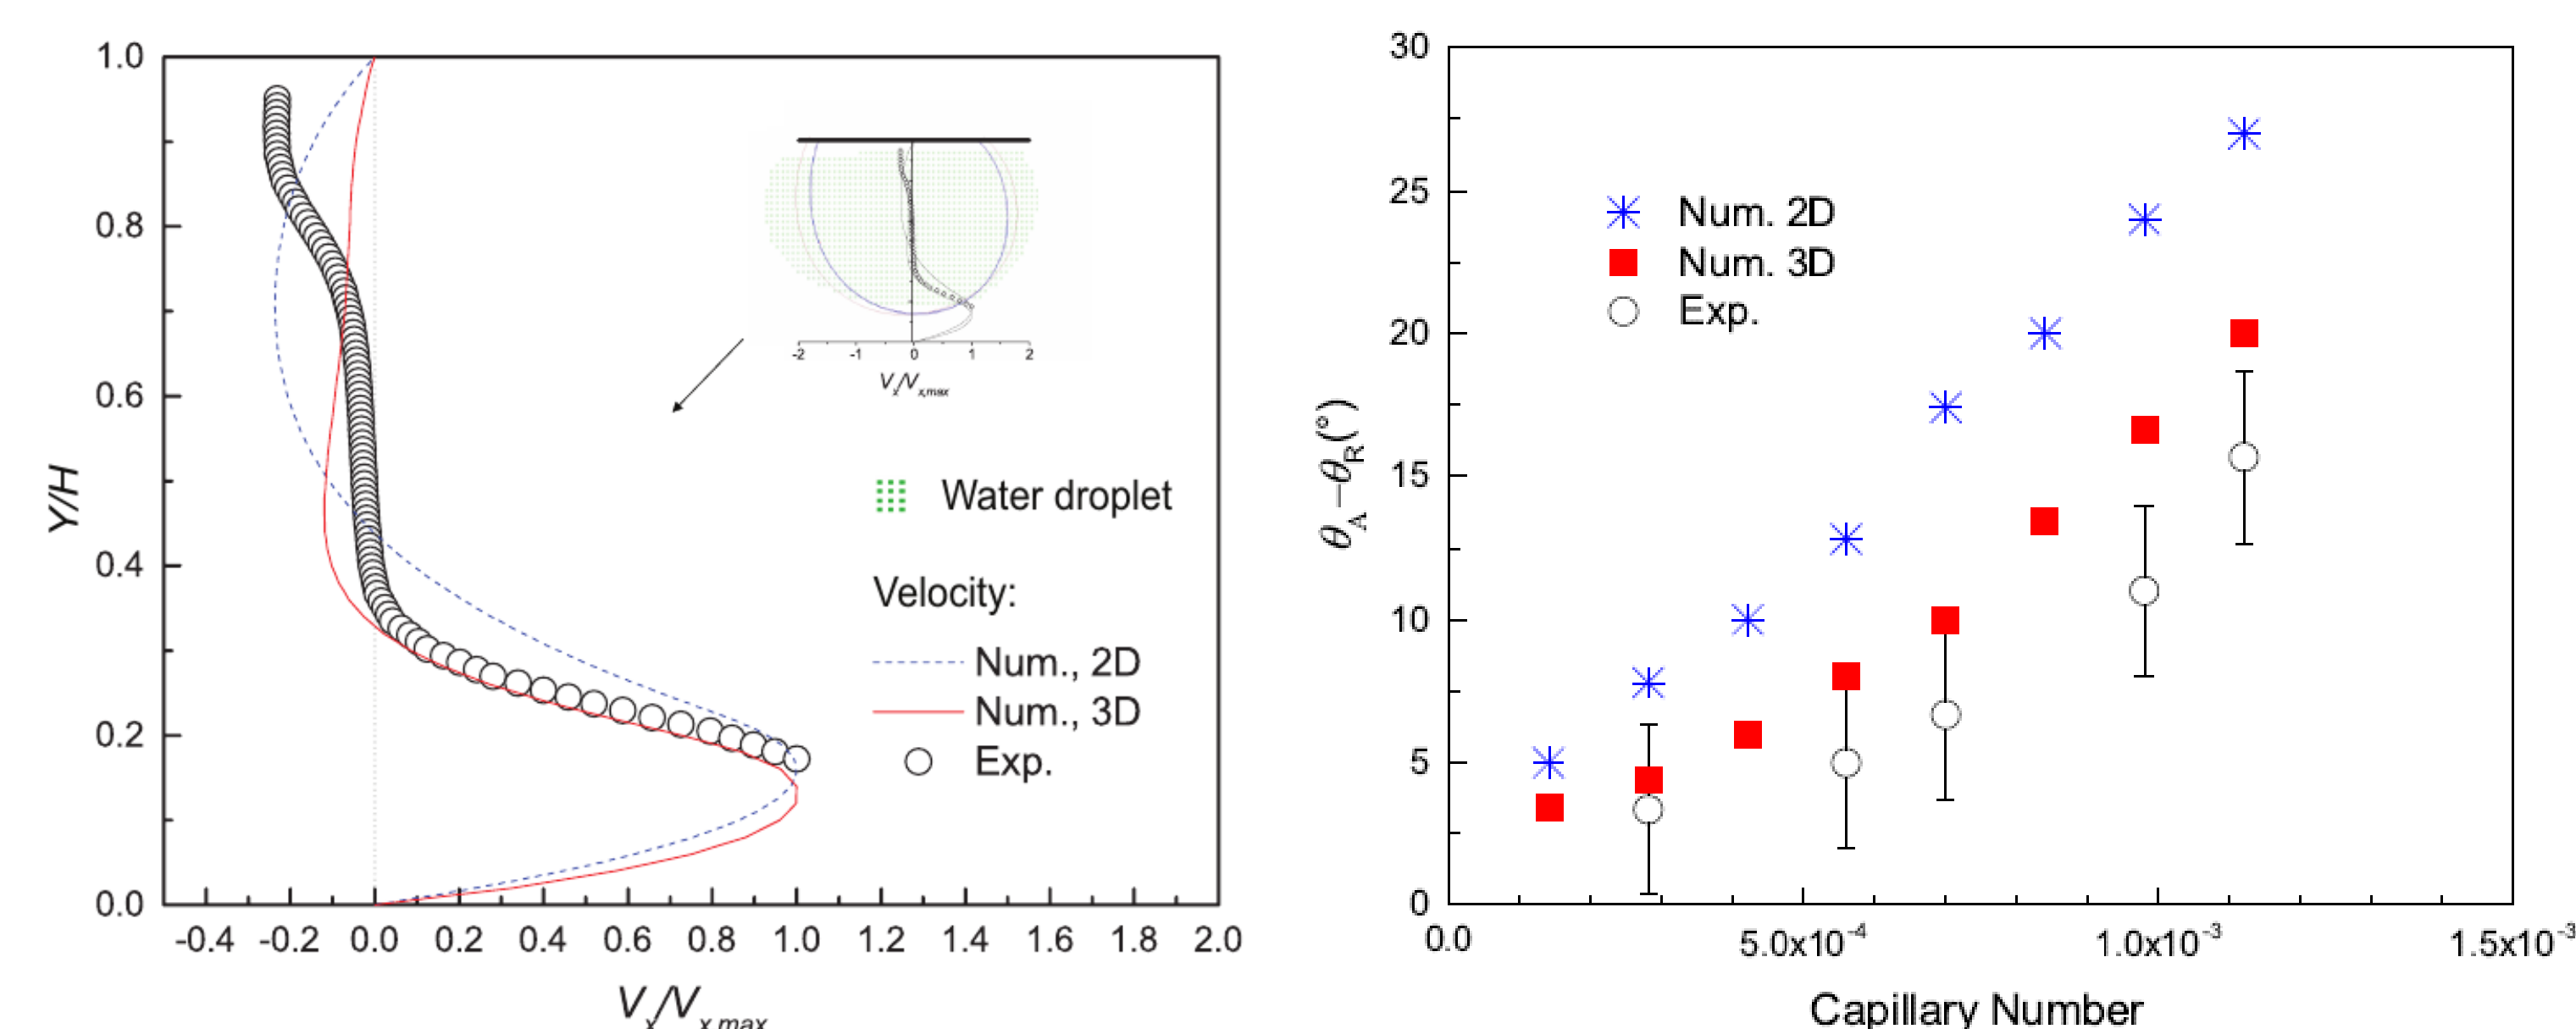 1.0
0.8
0.6
0.4
0.2
0.0
Y/H
-0.4 -0.2 0.0 0.2 0.4 0.6 0.8 1.0 1.2 1.4 1.6 1.8 2.0
Vx/Vx,max
-2 -1 0 1 2
Vx/Vx,max
Water droplet
Velocity:
Num., 2D
Num., 3D
Exp.
30
25
20
15
10
5
0
θA−θR(°)
Num. 2D
Num. 3D
Exp.
0.0 5.0x10-4 1.0x10-3 1.5x10-3
Capillary Number